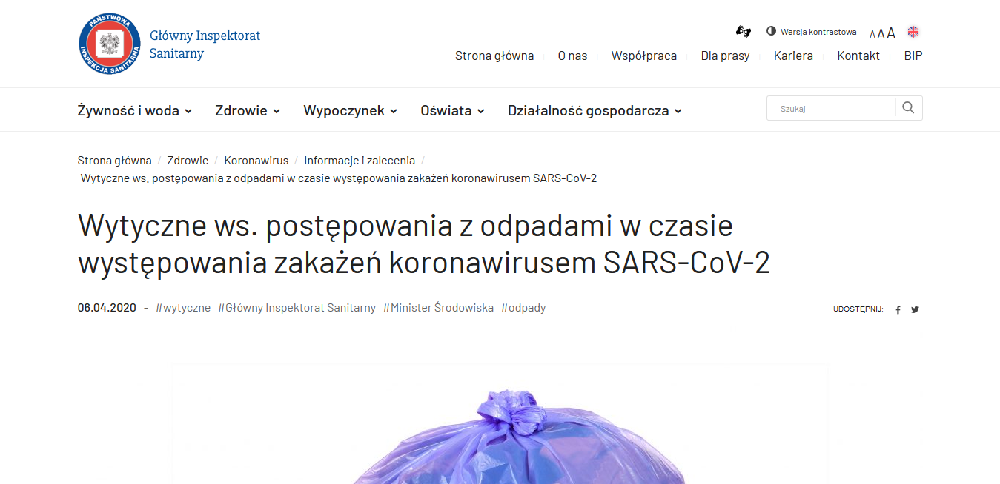 PAŃSTWOWA
INSPEKCJA SANITARNA
Główny Inspektorat
Sanitarny
Wersja kontrastowa
A A A
Strona główna
O nas
Współpraca
Dla prasy
Kariera
Kontakt
BIP
Żywność i woda
Zdrowie
Wypoczynek
Oświata
Działalność gospodarcza
Szukaj
Strona główna / Zdrowie / Koronawirus / Informacje i zalecenia /
Wytyczne ws. postępowania z odpadami w czasie występowania zakażeń koronawirusem SARS-CoV-2
Wytyczne ws. postępowania z odpadami w czasie
występowania zakażeń koronawirusem SARS-CoV-2
06.04.2020 - #wytyczne #Główny Inspektorat Sanitarny #Minister Środowiska #odpady
UDOSTĘPNIJ: